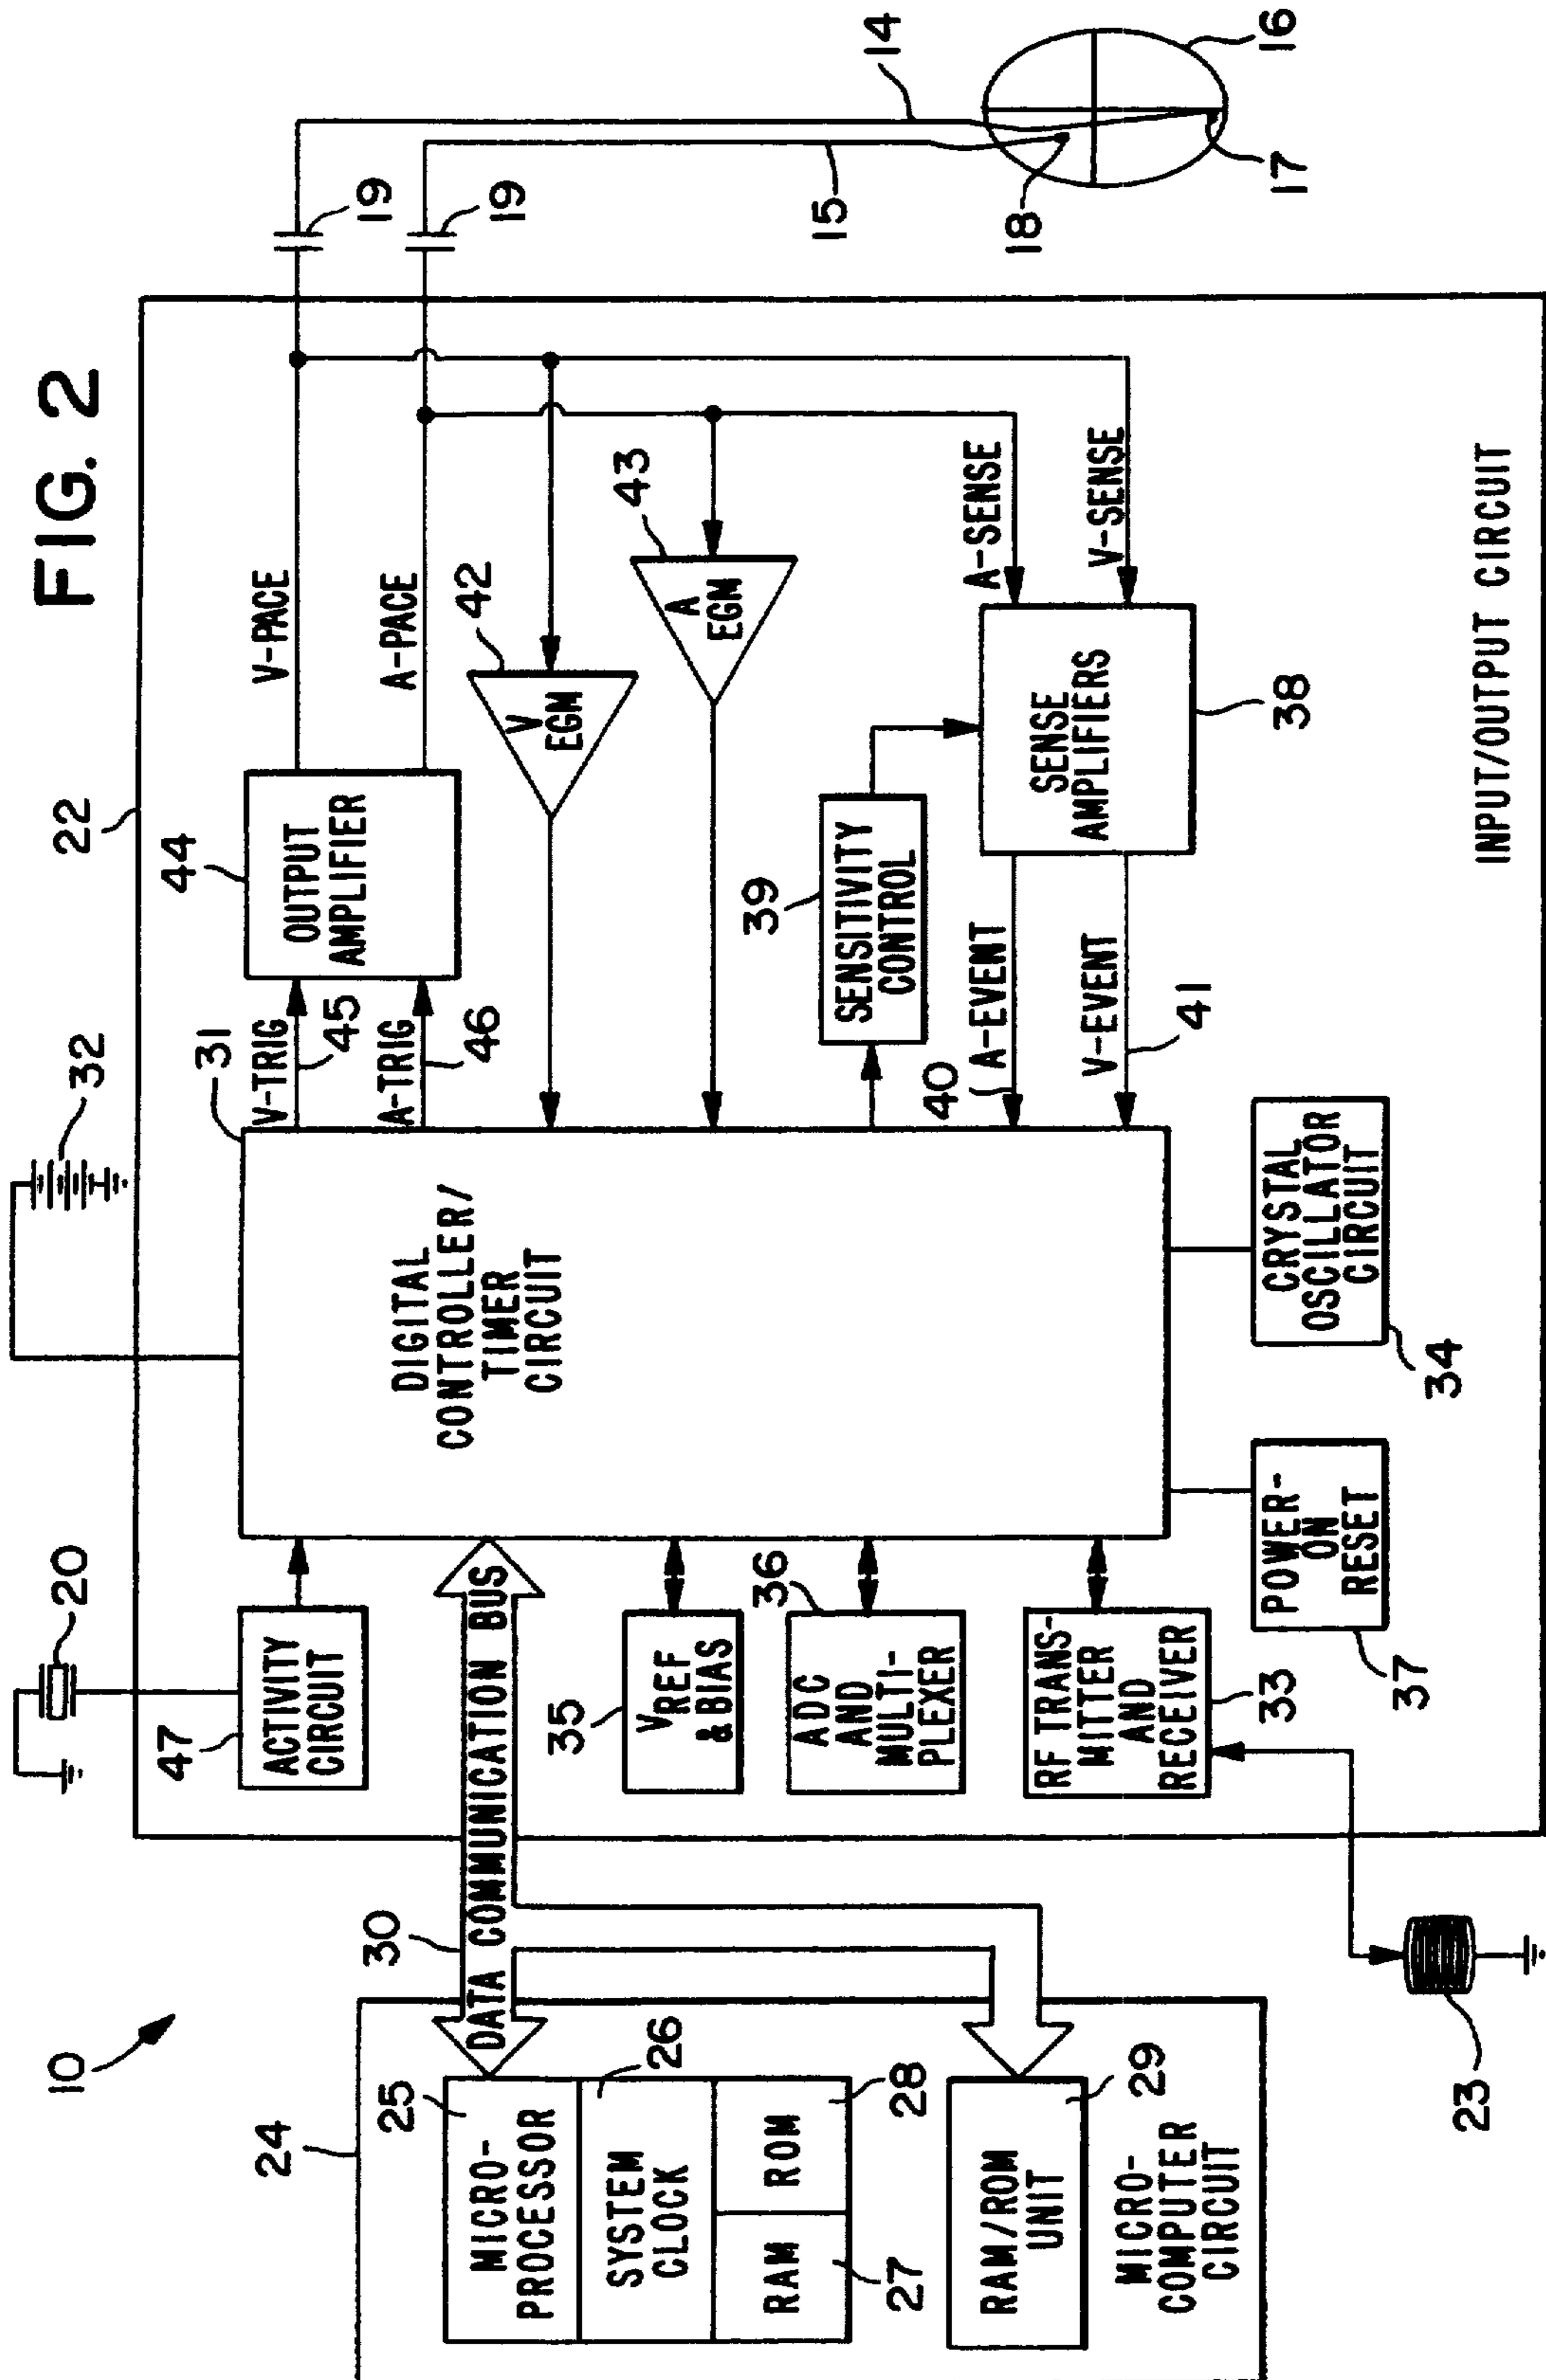 FIG. 2
10
20
32
22
24
25
MICRO-
PROCESSOR
26
SYSTEM
CLOCK
RAM
ROM
27
28
RAM/ROM
UNIT
29
MICRO-
COMPUTER
CIRCUIT
30
DATA COMMUNICATION BUS
47
ACTIVITY
CIRCUIT
35
VREF
& BIAS
36
ADC
AND
MULTI-
PLEXER
RF TRANS-
MITTER
AND
RECEIVER
33
23
31
DIGITAL
CONTROLLER/
TIMER
CIRCUIT
POWER-
ON
RESET
37
CRYSTAL
OSCILLATOR
CIRCUIT
34
V-TRIG
45
A-TRIG
46
44
OUTPUT
AMPLIFIER
V-PACE
A-PACE
42
V
EGM
43
A
EGM
39
SENSITIVITY
CONTROL
40
A-EVENT
V-EVENT
41
SENSE
AMPLIFIERS
38
A-SENSE
V-SENSE
INPUT/OUTPUT CIRCUIT
19
19
14
15
18
17
16